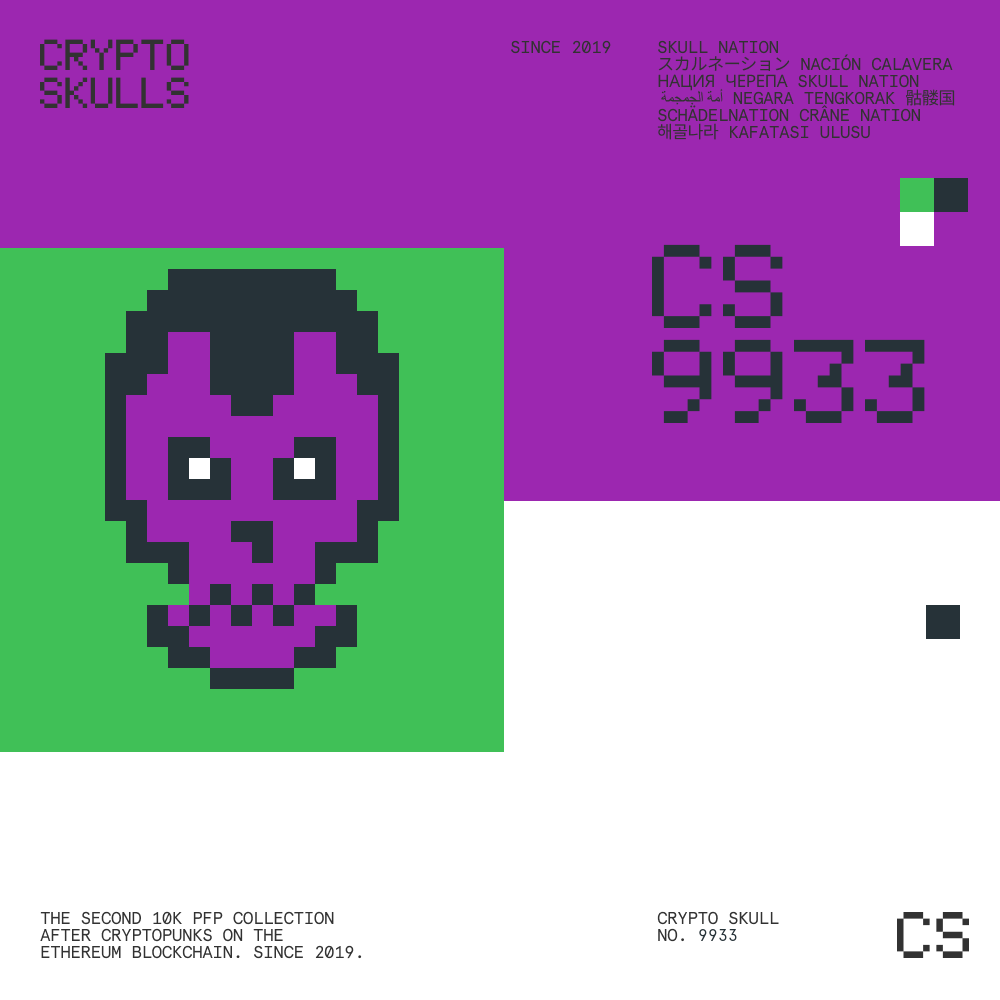 CRYPTO
SKULLS
SINCE 2019
SKULL NATION
スカルネーション NACIÓN CALAVERA
НАЦИЯ ЧЕРЕПА SKULL NATION
أمة الجمجمة NEGARA TENGKORAK 骷髅国
SCHÄDELNATION CRÂNE NATION
해골나라 KAFATASI ULUSU
CS
9933
THE SECOND 10K PFP COLLECTION
AFTER CRYPTOPUNKS ON THE
ETHEREUM BLOCKCHAIN. SINCE 2019.
CRYPTO SKULL
NO. 9933
CS